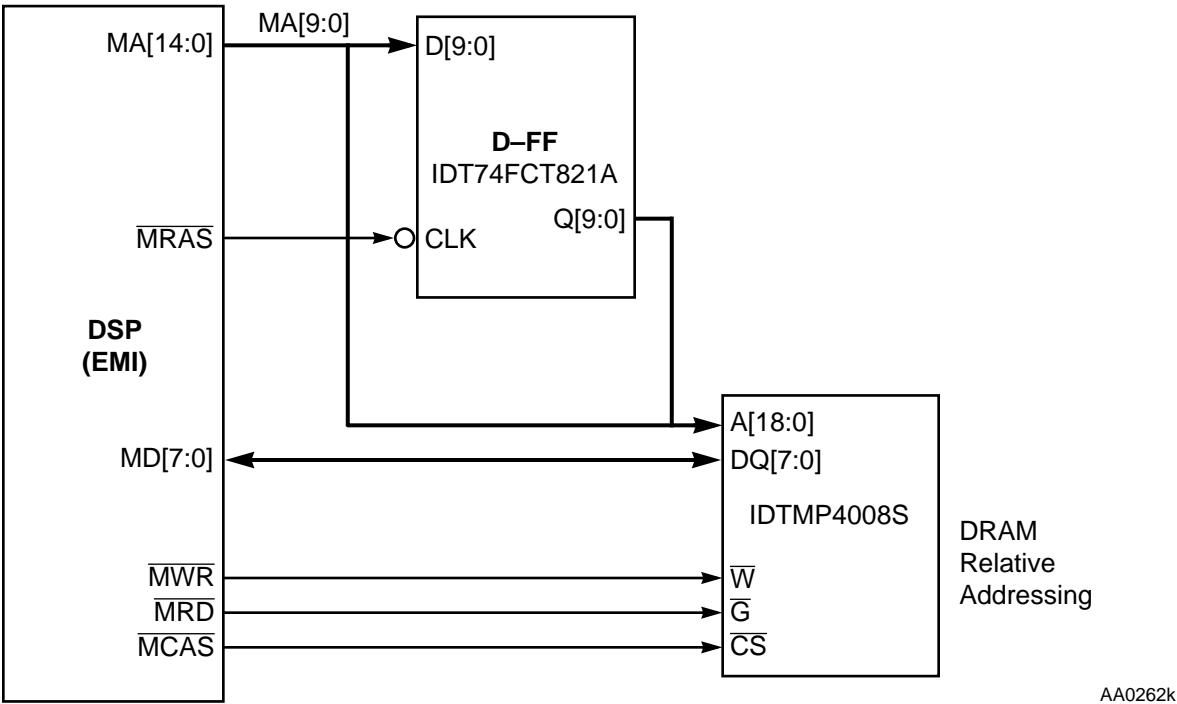 MA[14:0]
MA[9:0]
D[9:0]
D–FF
IDT74FCT821A
Q[9:0]
MRAS
CLK
DSP
(EMI)
A[18:0]
MD[7:0]
DQ[7:0]
IDTMP4008S
DRAM
Relative
Addressing
MWR
W
MRD
G
MCAS
CS
AA0262k